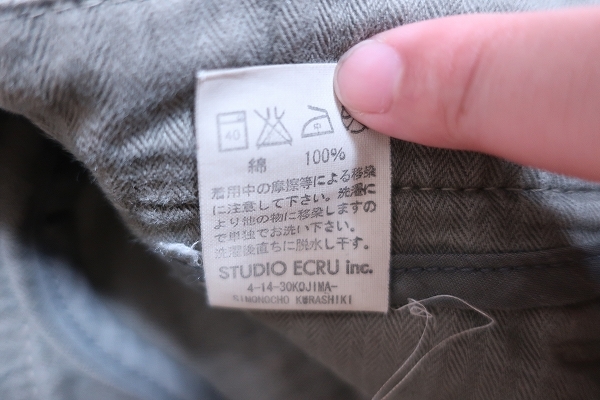 40 中
綿 100%
着用中の摩擦等による移染
に注意して下さい。洗濯に
より他の物に移染しますの
で単独でお洗い下さい。
洗濯後直ちに脱水し干す。
STUDIO ECRU inc.
4-14-30KOJIMA-
SIMONOCHO KURASHIKI